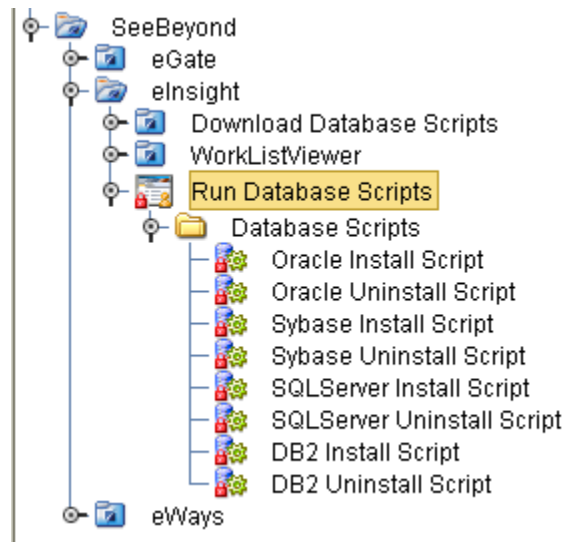 SeeBeyond
eGate
eInsight
Download Database Scripts
WorkListViewer
Run Database Scripts
Database Scripts
Oracle Install Script
Oracle Uninstall Script
Sybase Install Script
Sybase Uninstall Script
SQLServer Install Script
SQLServer Uninstall Script
DB2 Install Script
DB2 Uninstall Script
eWays